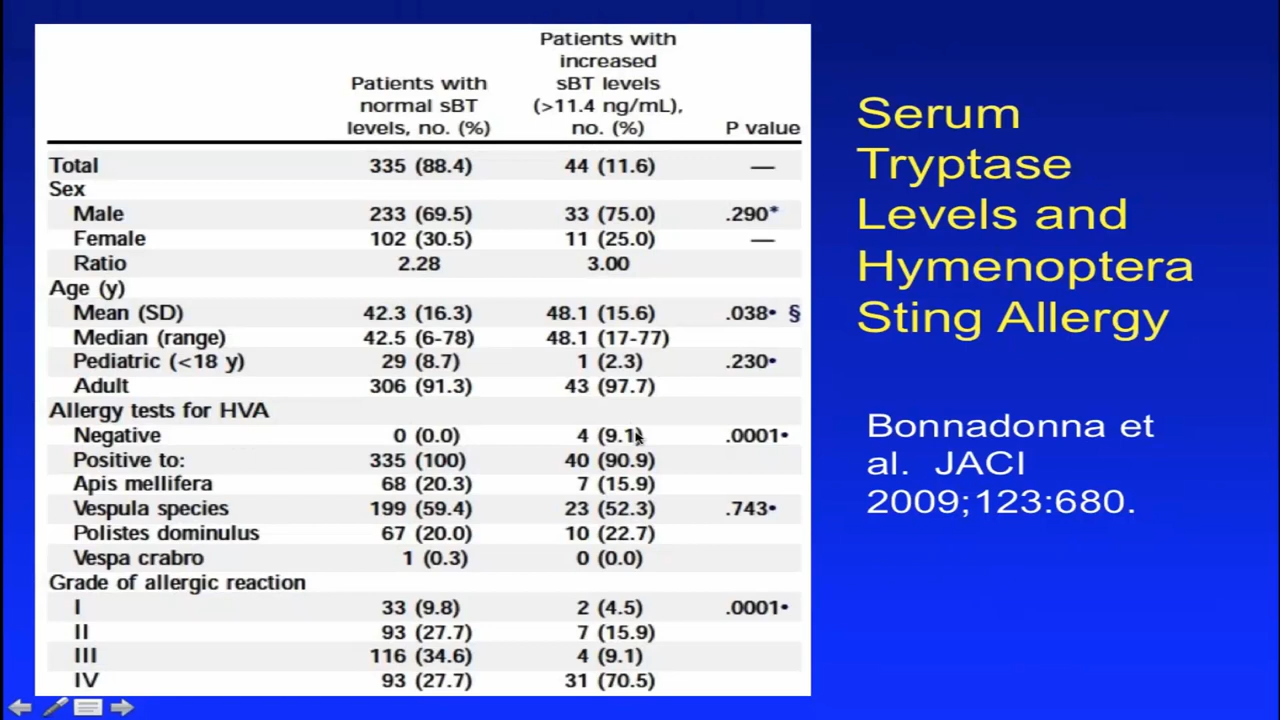 Patients with
increased
Patients with sBT levels
normal sBT (>11.4 ng/mL),
levels, no. (%) no. (%) P value
Total 335 (88.4) 44 (11.6) —
Sex
Male 233 (69.5) 33 (75.0) .290*
Female 102 (30.5) 11 (25.0) —
Ratio 2.28 3.00
Age (y)
Mean (SD) 42.3 (16.3) 48.1 (15.6) .038• §
Median (range) 42.5 (6-78) 48.1 (17-77)
Pediatric (<18 y) 29 (8.7) 1 (2.3) .230•
Adult 306 (91.3) 43 (97.7)
Allergy tests for HVA
Negative 0 (0.0) 4 (9.1) .0001•
Positive to: 335 (100) 40 (90.9)
Apis mellifera 68 (20.3) 7 (15.9)
Vespula species 199 (59.4) 23 (52.3) .743•
Polistes dominulus 67 (20.0) 10 (22.7)
Vespa crabro 1 (0.3) 0 (0.0)
Grade of allergic reaction
I 33 (9.8) 2 (4.5) .0001•
II 93 (27.7) 7 (15.9)
III 116 (34.6) 4 (9.1)
IV 93 (27.7) 31 (70.5)
Serum
Tryptase
Levels and
Hymenoptera
Sting Allergy
Bonnadonna et
al. JACI
2009;123:680.